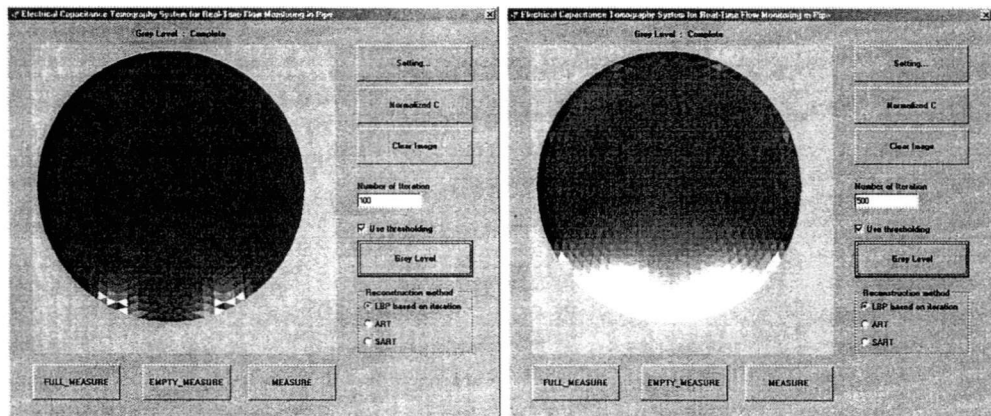 Electrical Capacitance Tomography System for Real-Time Flow Monitoring in Pipe
Grey Level : Complete
Setting...
Normalized C
Clear Image
Number of Iteration
100
Use thresholding
Grey Level
Reconstruction method
LBP based on iteration
ART
SART
FULL_MEASURE
EMPTY_MEASURE
MEASURE
Electrical Capacitance Tomography System for Real-Time Flow Monitoring in Pipe
Grey Level : Complete
Setting...
Normalized C
Clear Image
Number of Iteration
500
Use thresholding
Grey Level
Reconstruction method
LBP based on iteration
ART
SART
FULL_MEASURE
EMPTY_MEASURE
MEASURE